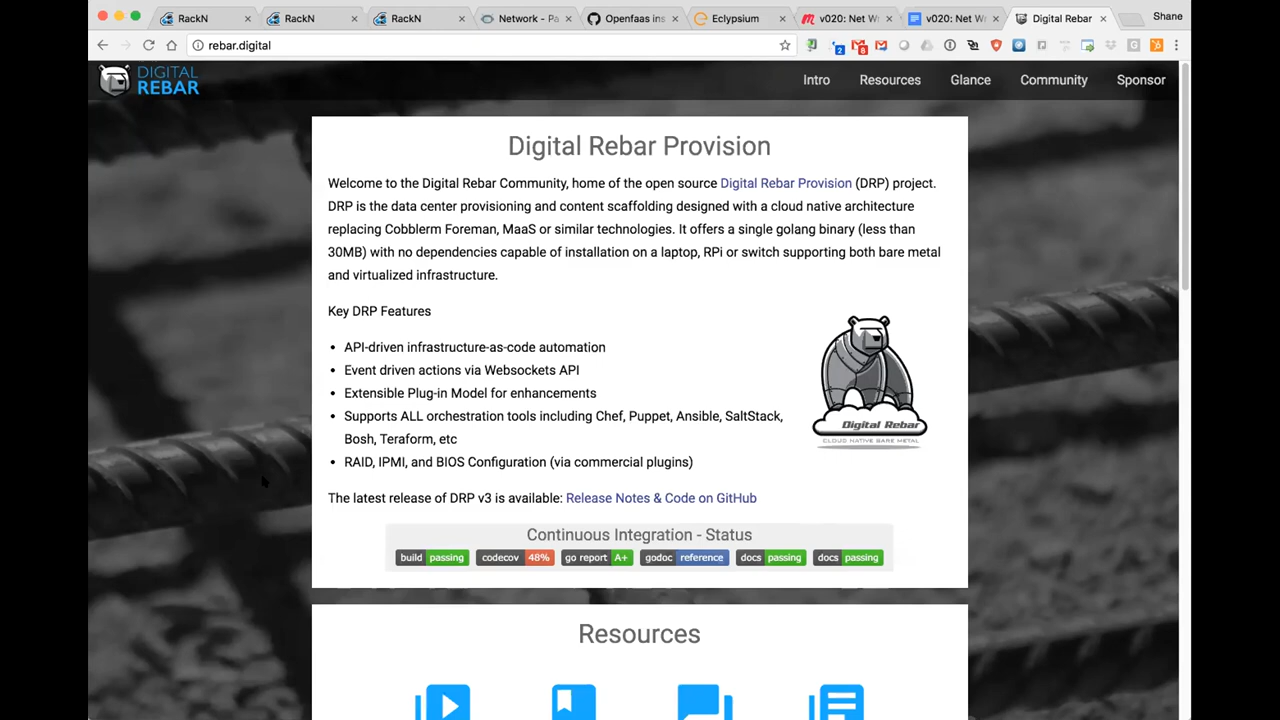 RackN
RackN
RackN
Network - Pa
Openfaas ins
Eclypsium
v020: Net W
v020: Net W
Digital Rebar
Shane
rebar.digital
2
6
DIGITAL
REBAR
Intro
Resources
Glance
Community
Sponsor
Digital Rebar Provision
Welcome to the Digital Rebar Community, home of the open source Digital Rebar Provision (DRP) project.
DRP is the data center provisioning and content scaffolding designed with a cloud native architecture
replacing Cobblerm Foreman, MaaS or similar technologies. It offers a single golang binary (less than
30MB) with no dependencies capable of installation on a laptop, RPi or switch supporting both bare metal
and virtualized infrastructure.
Key DRP Features
• API-driven infrastructure-as-code automation
• Event driven actions via Websockets API
• Extensible Plug-in Model for enhancements
• Supports ALL orchestration tools including Chef, Puppet, Ansible, SaltStack,
Bosh, Terraform, etc
• RAID, IPMI, and BIOS Configuration (via commercial plugins)
Digital Rebar
CLOUD NATIVE BARE METAL
The latest release of DRP v3 is available: Release Notes & Code on GitHub
Continuous Integration - Status
build passing codecov 48% go report A+ godoc reference docs passing docs passing
Resources